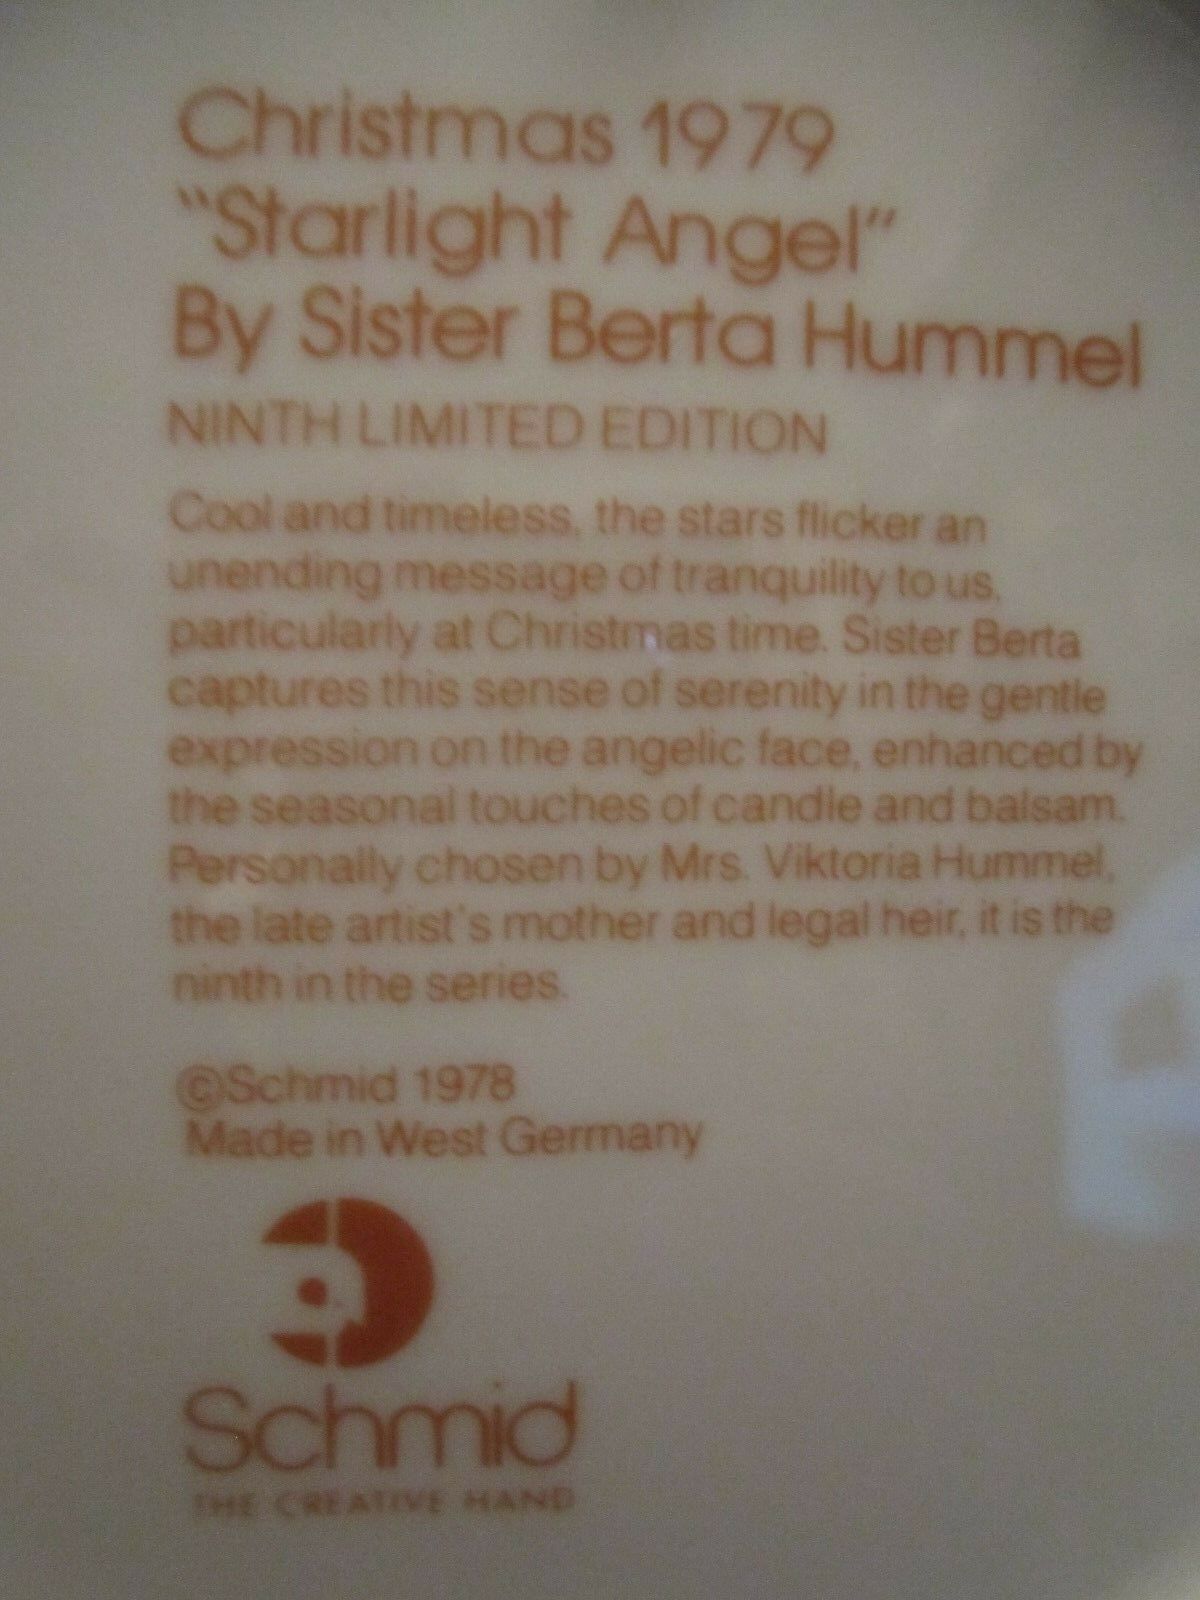 Christmas 1979
"Starlight Angel"
By Sister Berta Hummel
NINTH LIMITED EDITION
Cool and timeless, the stars flicker an
unending message of tranquility to us,
particularly at Christmas time. Sister Berta
captures this sense of serenity in the gentle
expression on the angelic face, enhanced by
the seasonal touches of candle and balsam.
Personally chosen by Mrs. Viktoria Hummel,
the late artist's mother and legal heir, it is the
ninth in the series.
©Schmid 1978
Made in West Germany
Schmid
THE CREATIVE HAND